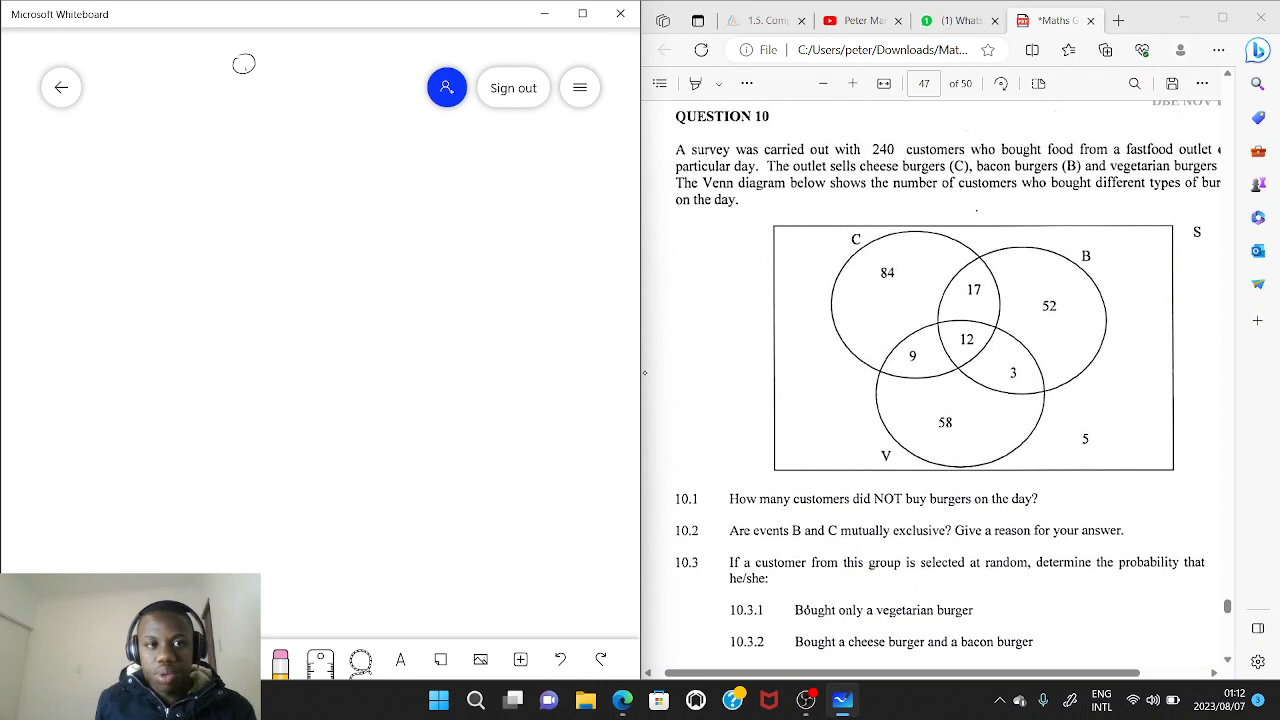 Microsoft Whiteboard
Sign out
1.5. Comp
Peter Mar
(1) Whats
*Maths G
File
C:/Users/peter/Downloads/Mat...
47 of 50
QUESTION 10
A survey was carried out with 240 customers who bought food from a fastfood outlet
particular day. The outlet sells cheese burgers (C), bacon burgers (B) and vegetarian burgers
The Venn diagram below shows the number of customers who bought different types of bur
on the day.
S
C
B
84
17
52
12
9
3
58
5
V
10.1 How many customers did NOT buy burgers on the day?
10.2 Are events B and C mutually exclusive? Give a reason for your answer.
10.3 If a customer from this group is selected at random, determine the probability that
he/she:
10.3.1 Bought only a vegetarian burger
10.3.2 Bought a cheese burger and a bacon burger
ENG
INTL
01:12
2023/08/07